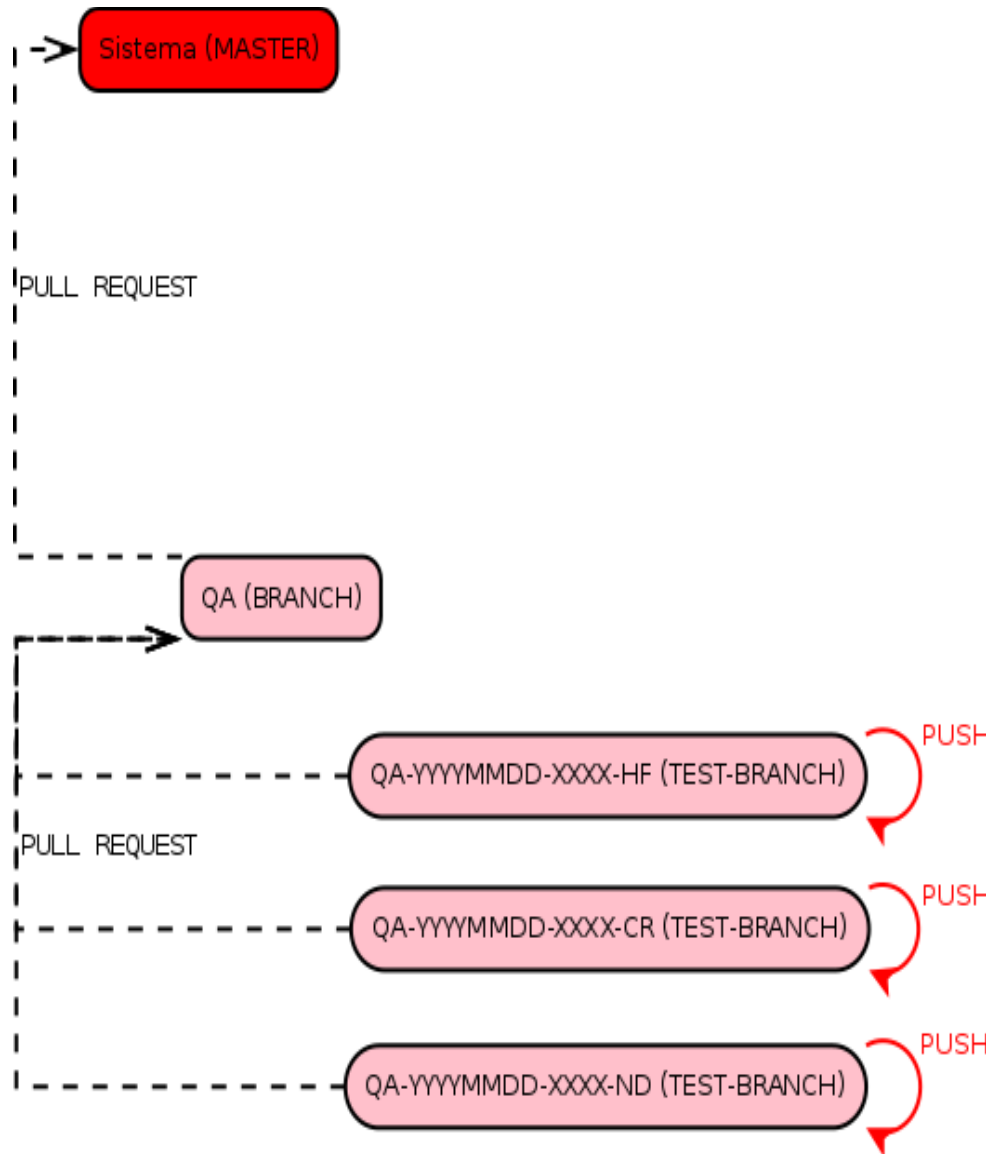 Sistema (MASTER)
PULL REQUEST
QA (BRANCH)
PUSH
QA-YYYYMMDD-XXXX-HF (TEST-BRANCH)
PULL REQUEST
PUSH
QA-YYYYMMDD-XXXX-CR (TEST-BRANCH)
PUSH
QA-YYYYMMDD-XXXX-ND (TEST-BRANCH)